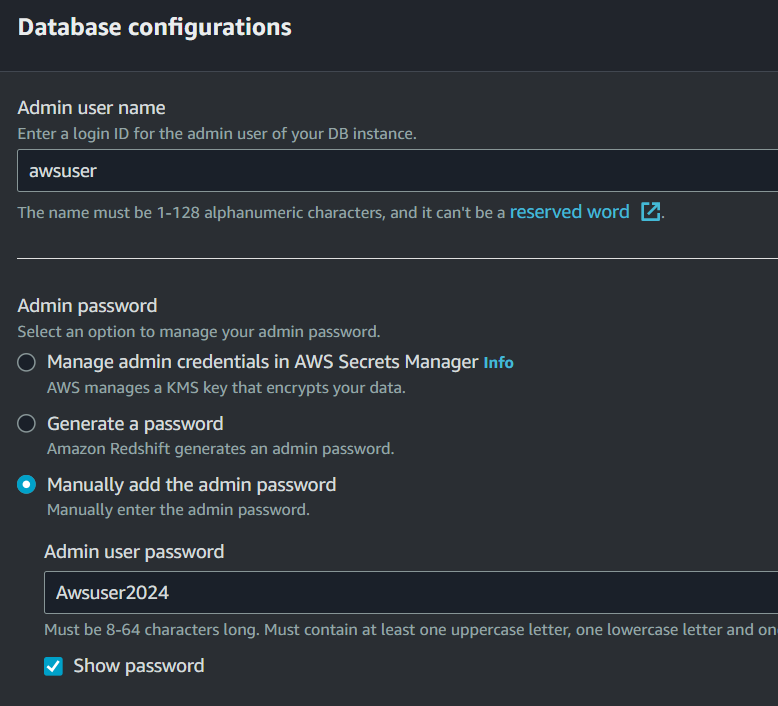 Database configurations
Admin user name
Enter a login ID for the admin user of your DB instance.
awsuser
The name must be 1-128 alphanumeric characters, and it can't be a reserved word.
Admin password
Select an option to manage your admin password.
Manage admin credentials in AWS Secrets Manager Info
AWS manages a KMS key that encrypts your data.
Generate a password
Amazon Redshift generates an admin password.
Manually add the admin password
Manually enter the admin password.
Admin user password
Awsuser2024
Must be 8-64 characters long. Must contain at least one uppercase letter, one lowercase letter and
Show password